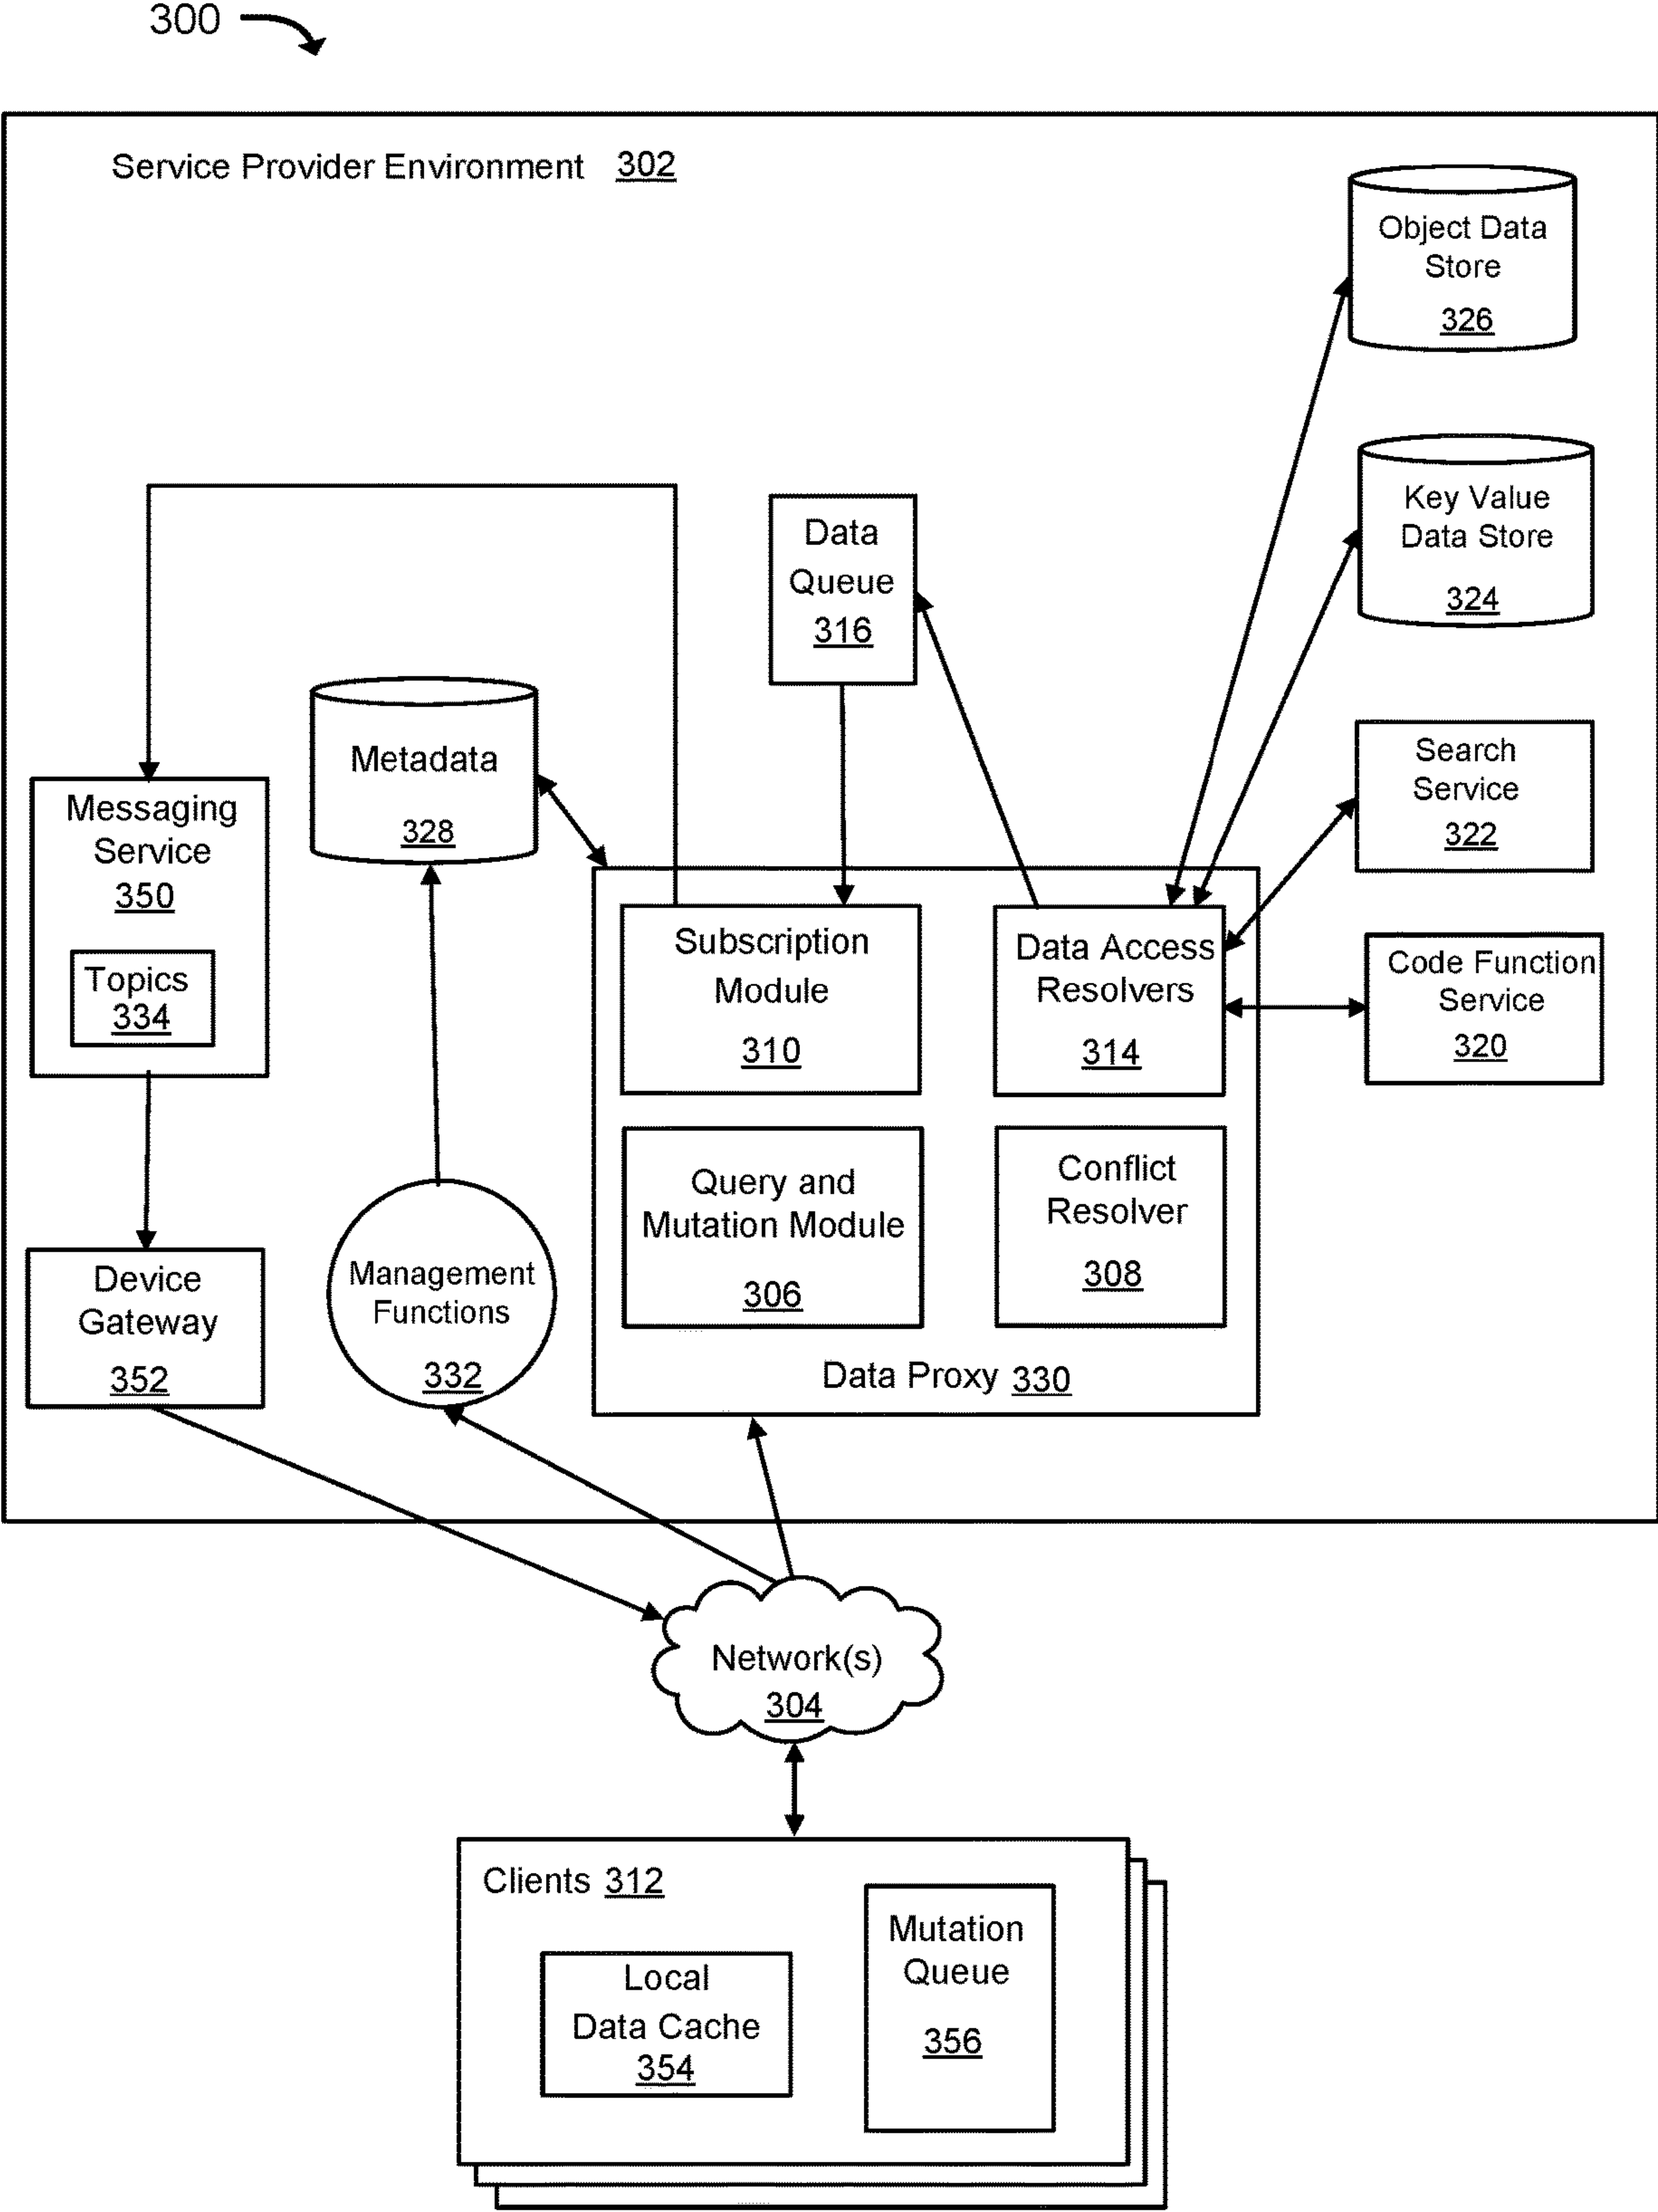 300
Service Provider Environment 302
Object Data
Store
326
Key Value
Data Store
324
Data
Queue
316
Search
Service
322
Metadata
328
Messaging
Service
350
Topics
334
Subscription
Module
310
Data Access
Resolvers
314
Code Function
Service
320
Query and
Mutation Module
306
Conflict
Resolver
308
Device
Gateway
352
Management
Functions
332
Data Proxy 330
Network(s)
304
Clients 312
Mutation
Queue
356
Local
Data Cache
354